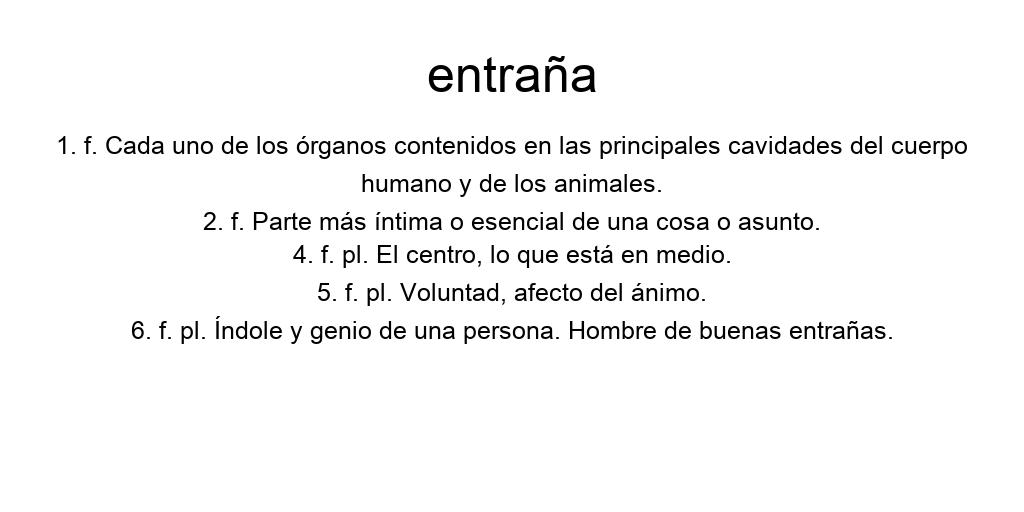 entraña
1. f. Cada uno de los órganos contenidos en las principales cavidades del cuerpo
humano y de los animales.
2. f. Parte más íntima o esencial de una cosa o asunto.
4. f. pl. El centro, lo que está en medio.
5. f. pl. Voluntad, afecto del ánimo.
6. f. pl. Índole y genio de una persona. Hombre de buenas entrañas.